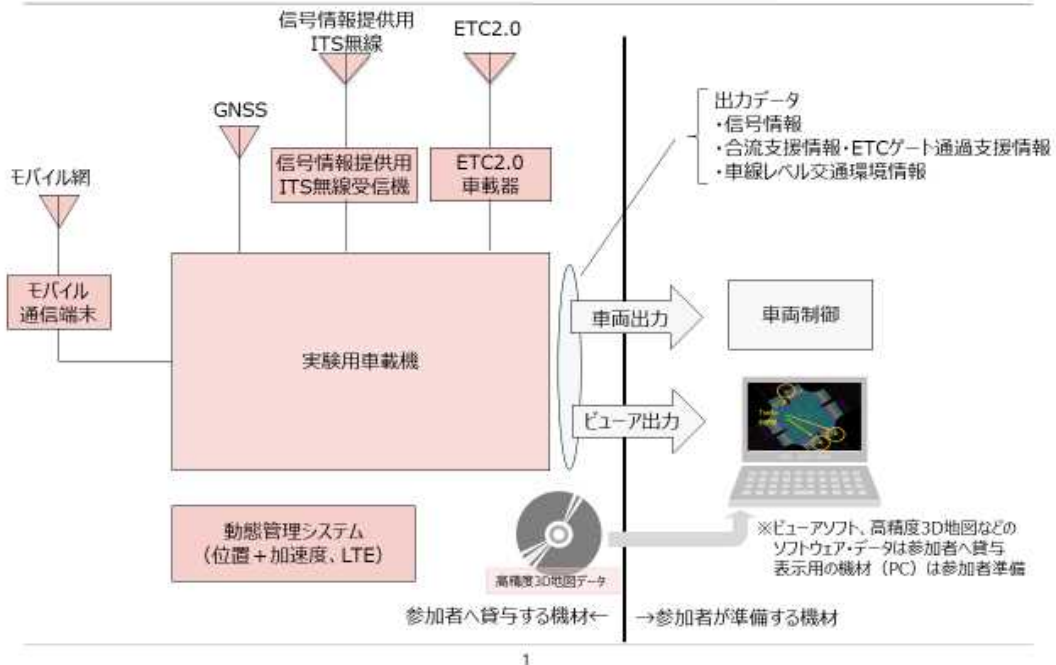 信号情報提供用
ITS無線
ETC2.0
GNSS
モバイル網
信号情報提供用
ITS無線受信機
ETC2.0
車載器
出力データ
・信号情報
・合流支援情報・ETCゲート通過支援情報
・車線レベル交通環境情報
モバイル
通信端末
実験用車載機
車両出力
車両制御
ビューア出力
動態管理システム
(位置+加速度、LTE)
高精度3D地図データ
※ビューアソフト、高精度3D地図などの
ソフトウェア・データは参加者へ貸与
表示用の機材(PC)は参加者準備
参加者へ貸与する機材←
→参加者が準備する機材
1